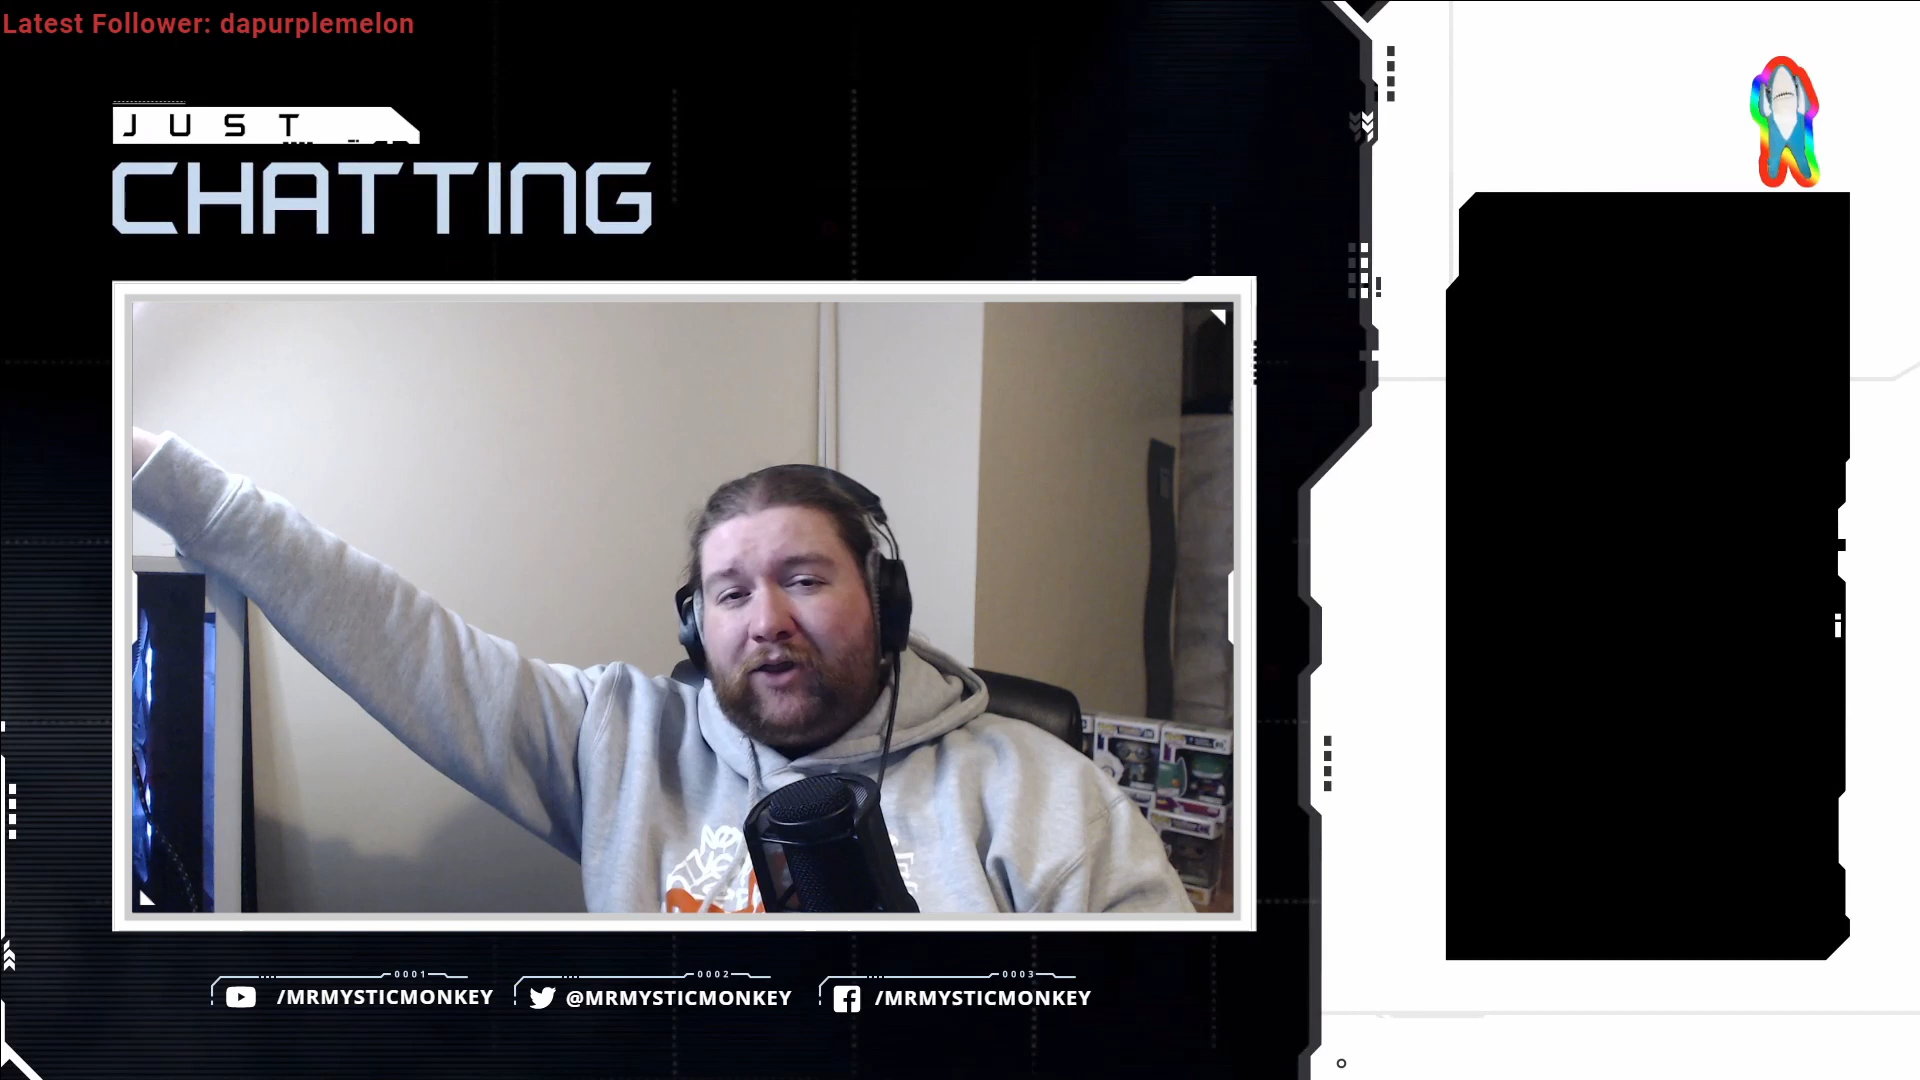 Latest Follower: dapurplemelon
JUST
CHATTING
0001
/MRMYSTICMONKEY
0002
@MRMYSTICMONKEY
0003
/MRMYSTICMONKEY